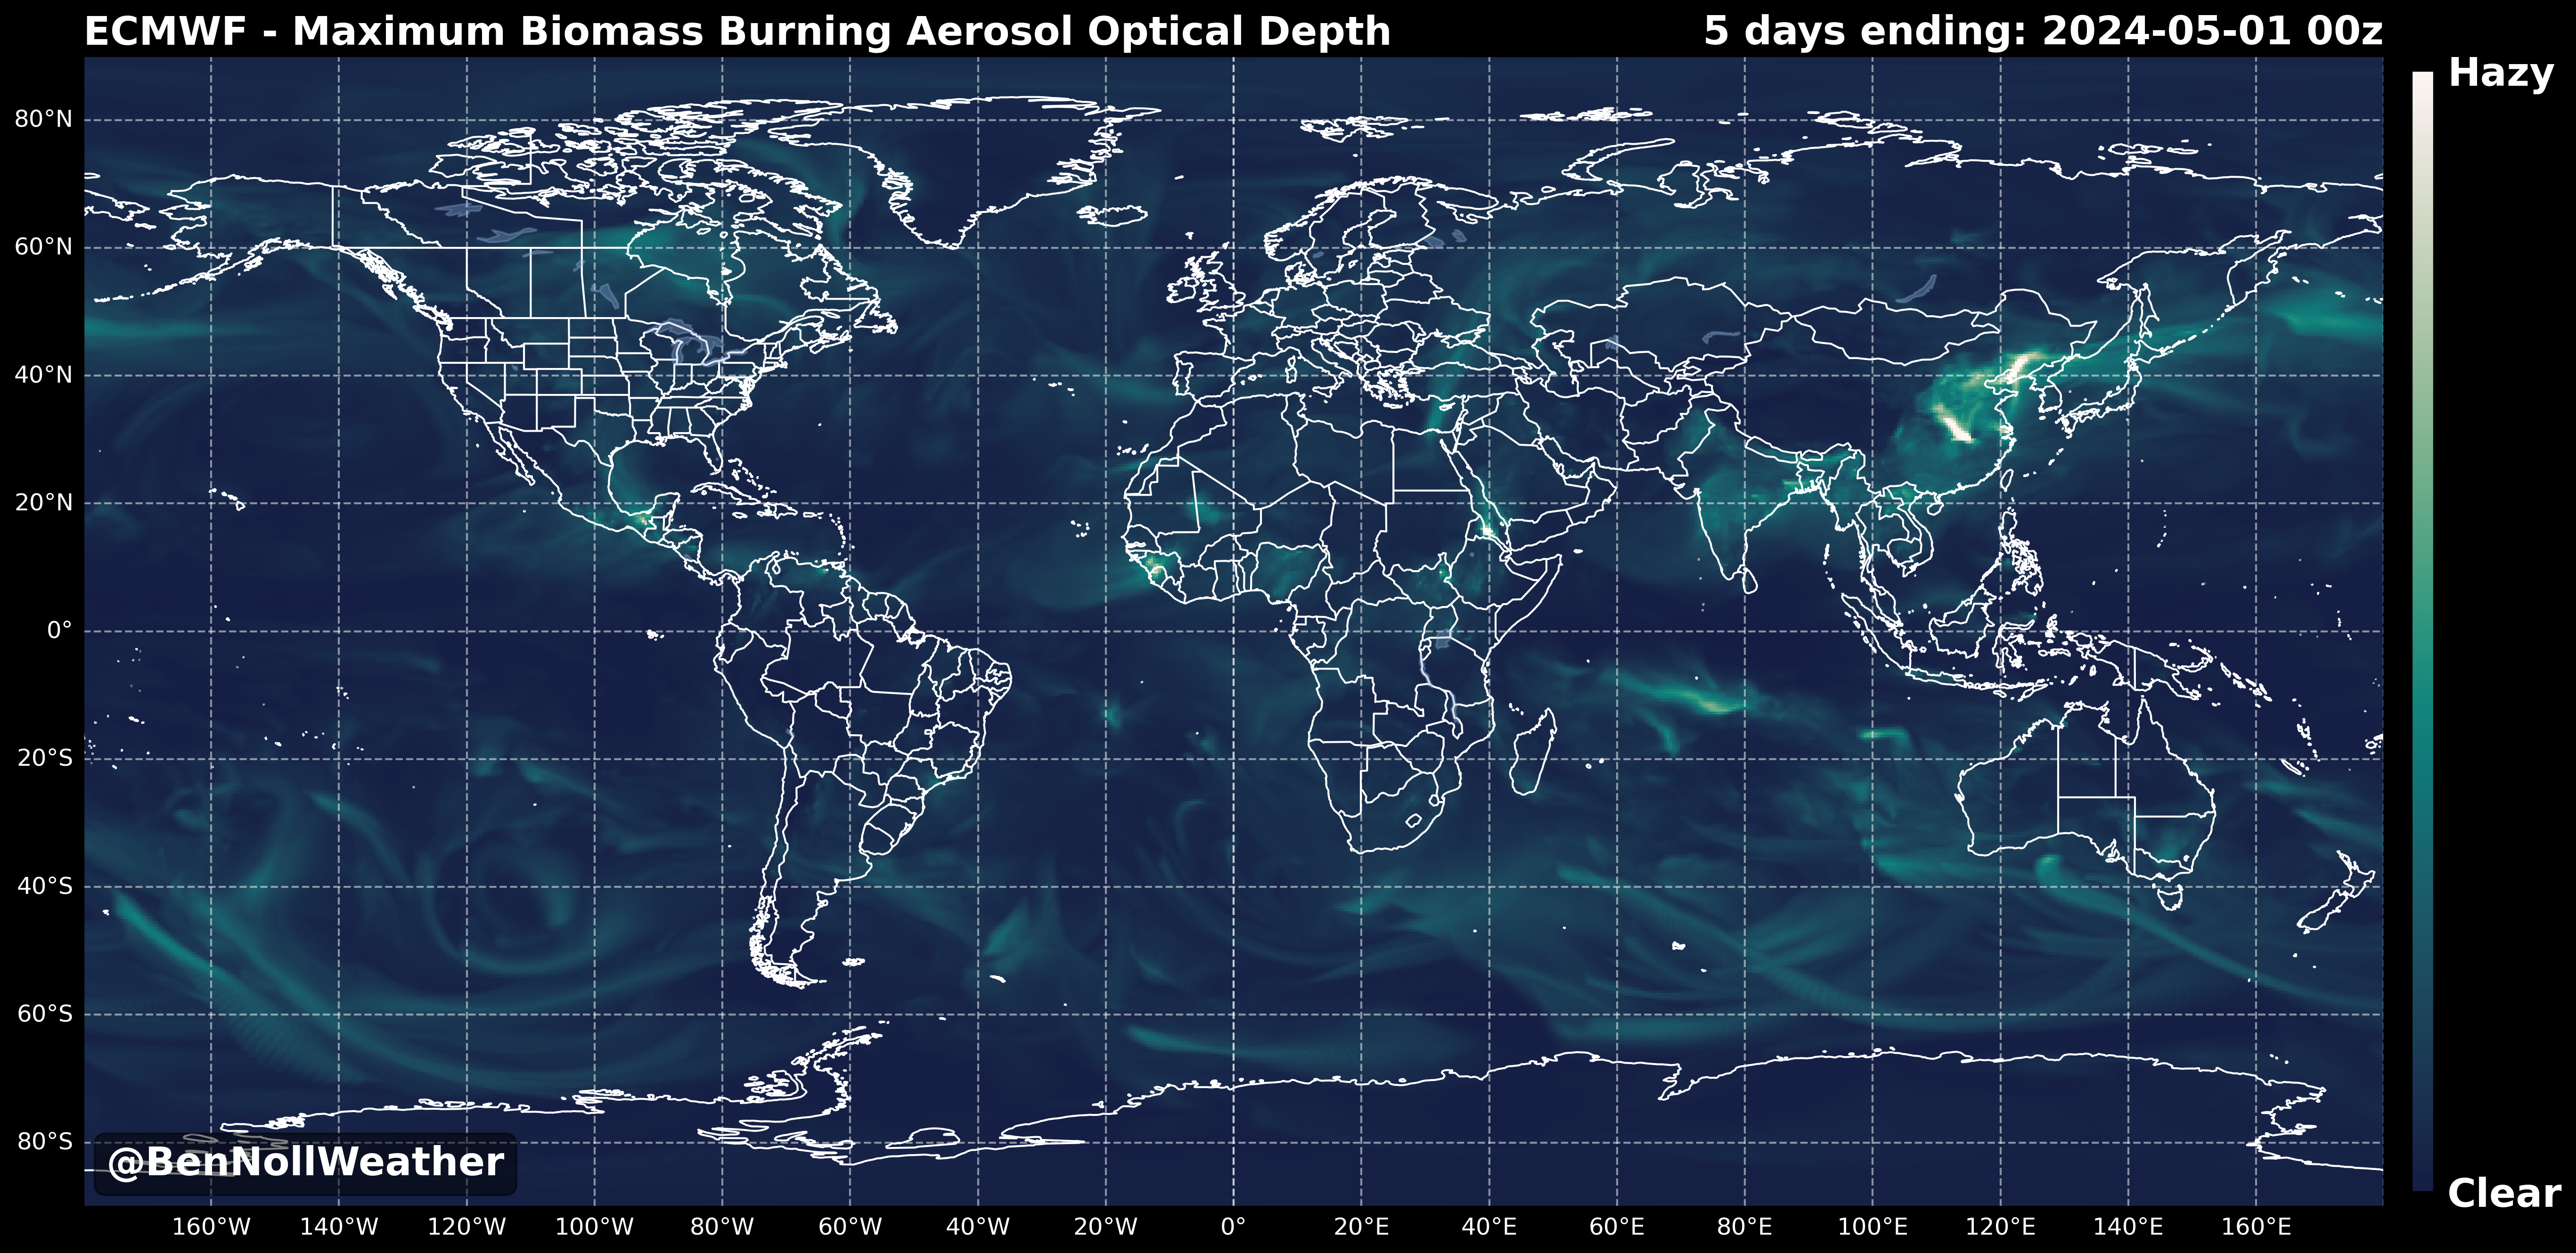 ECMWF - Maximum Biomass Burning Aerosol Optical Depth
5 days ending: 2024-05-01 00z
Hazy
80°N
60°N
40°N
20°N
0°
20°S
40°S
60°S
80°S
@BenNollWeather
Clear
160°W 140°W 120°W 100°W 80°W 60°W 40°W 20°W 0° 20°E 40°E 60°E 80°E 100°E 120°E 140°E 160°E